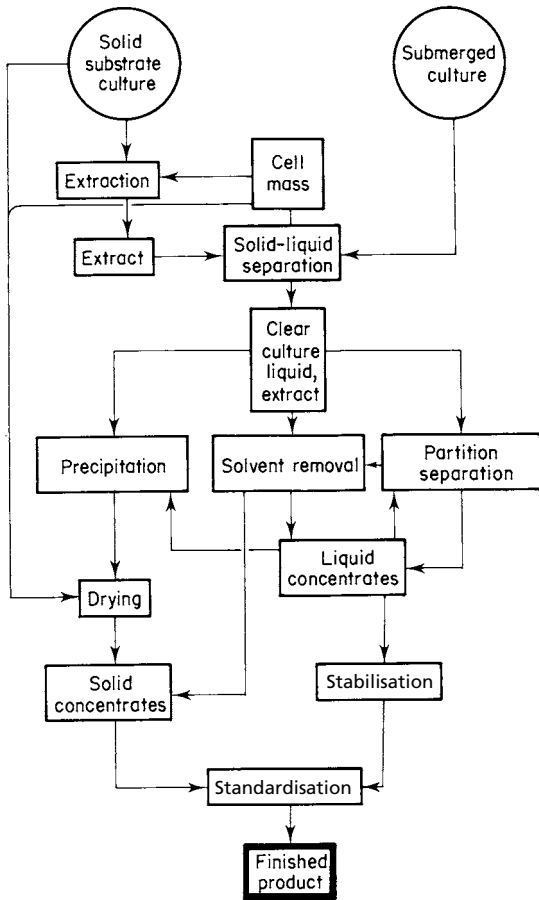 Solid
substrate
culture
Submerged
culture
Extraction
Cell
mass
Extract
Solid-liquid
separation
Clear
culture
liquid,
extract
Precipitation
Solvent removal
Partition
separation
Liquid
concentrates
Drying
Solid
concentrates
Stabilisation
Standardisation
Finished
product